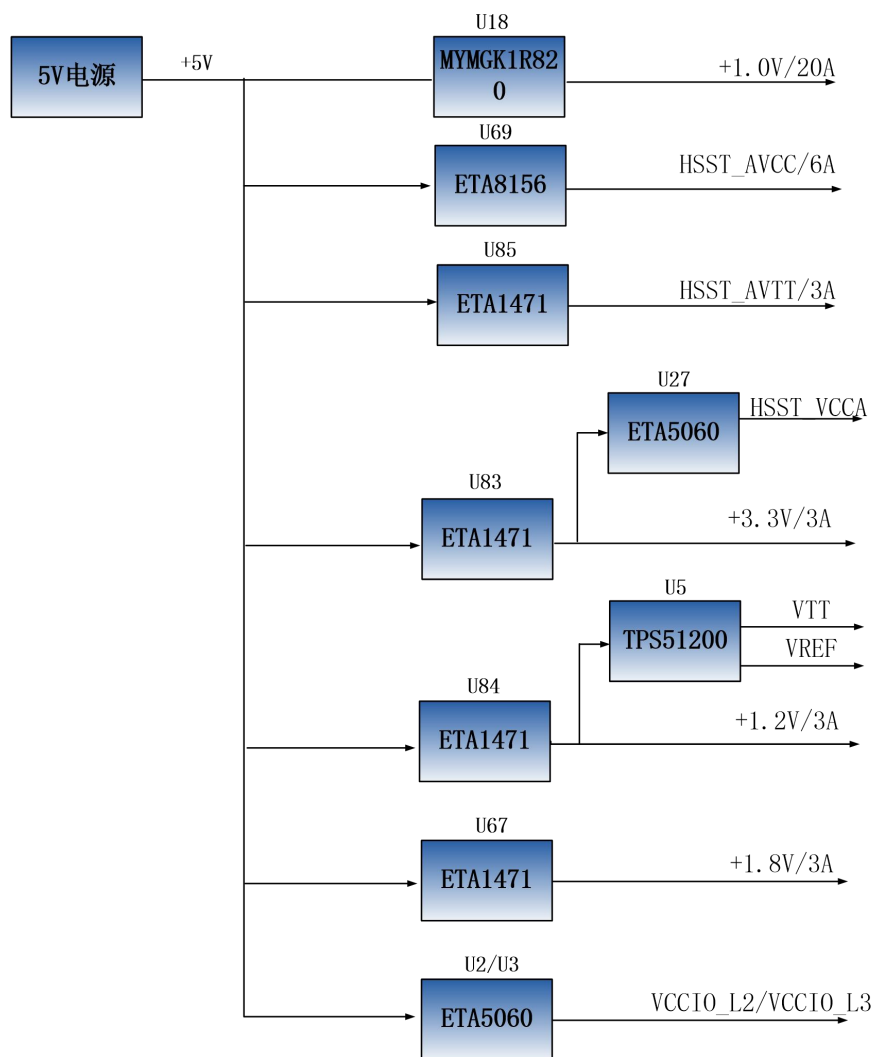 U18
5V电源
+5V
MYMGK1R82
0
+1.0V/20A
U69
ETA8156
HSST_AVCC/6A
U85
ETA1471
HSST_AVTT/3A
U27
ETA5060
HSST_VCCA
U83
ETA1471
+3.3V/3A
U5
TPS51200
VTT
VREF
U84
ETA1471
+1.2V/3A
U67
ETA1471
+1.8V/3A
U2/U3
ETA5060
VCCIO_L2/VCCIO_L3